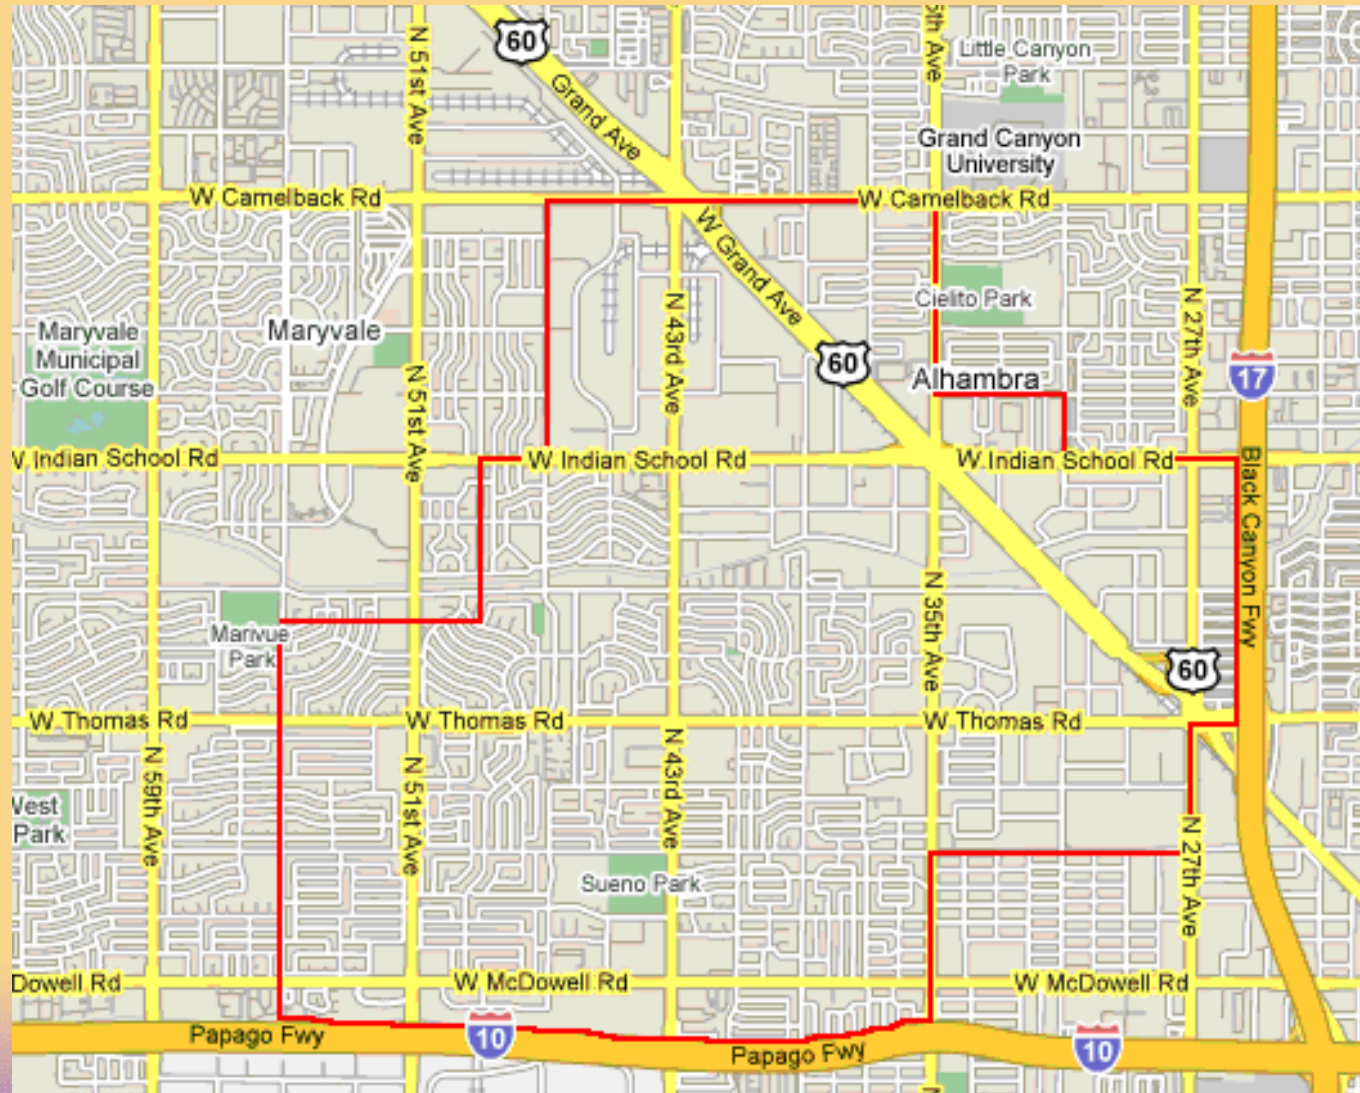 60
N 51st Ave
5th Ave
Little Canyon
Park
Grand Ave
Grand Canyon
University
W Camelback Rd
W Camelback Rd
W Grand Ave
Cielito Park
N 27th Ave
N 43rd Ave
Maryvale
Municipal
Golf Course
Maryvale
60
Alhambra
17
N 51st Ave
W Indian School Rd
W Indian School Rd
W Indian School Rd
Black Canyon Fwy
N 35th Ave
Marivue
Park
60
W Thomas Rd
W Thomas Rd
W Thomas Rd
N 59th Ave
N 51st Ave
N 43rd Ave
West
Park
N 27th Ave
Sueno Park
Dowell Rd
W McDowell Rd
W McDowell Rd
Papago Fwy
10
Papago Fwy
10
N